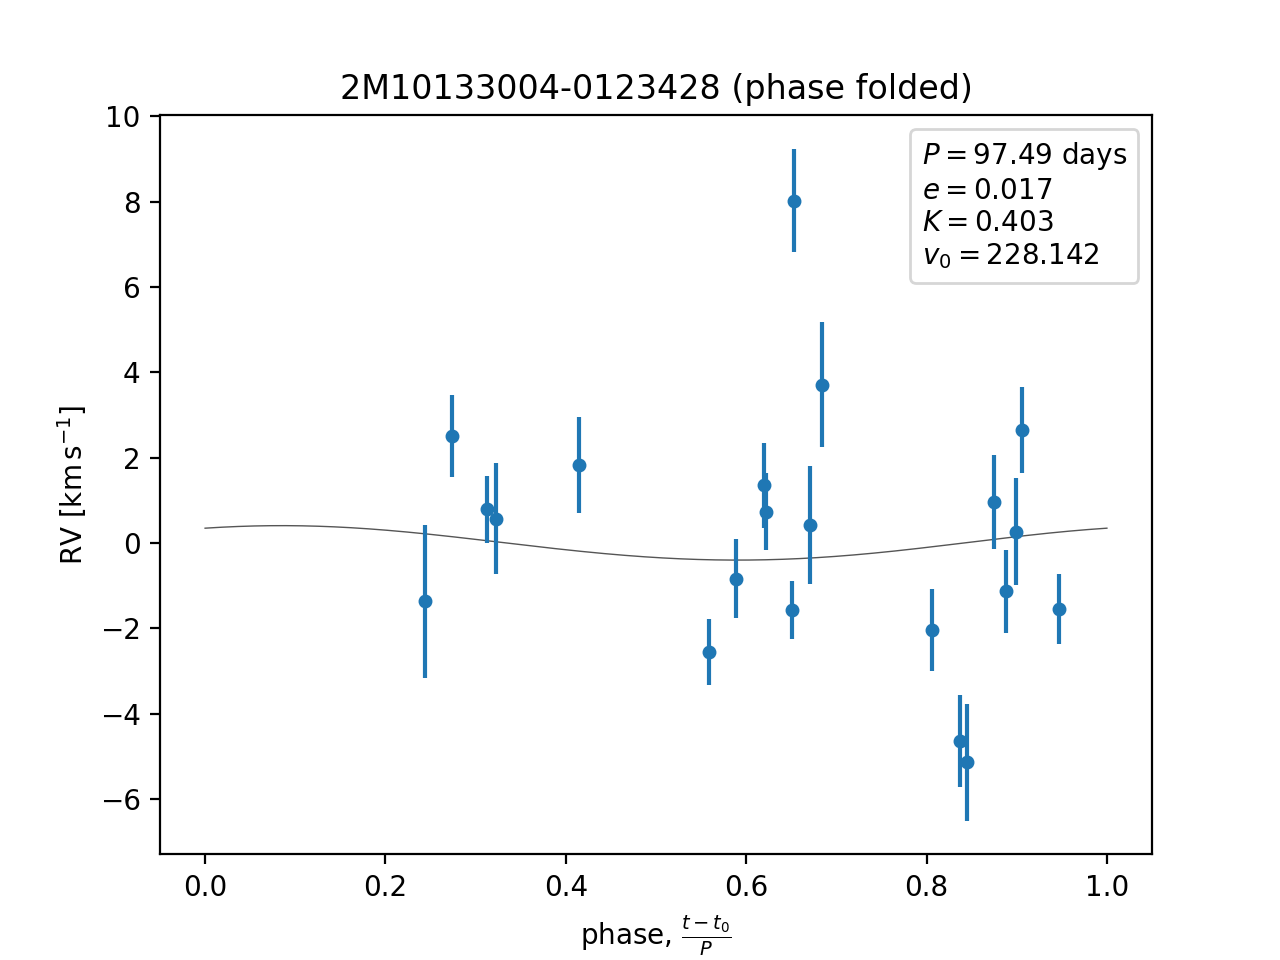 2M10133004-0123428 (phase folded)
P = 97.49 days
e = 0.017
K = 0.403
v₀ = 228.142
RV [km s⁻¹]
10
8
6
4
2
0
−2
−4
−6
0.0 0.2 0.4 0.6 0.8 1.0
phase, (t − t₀)/P